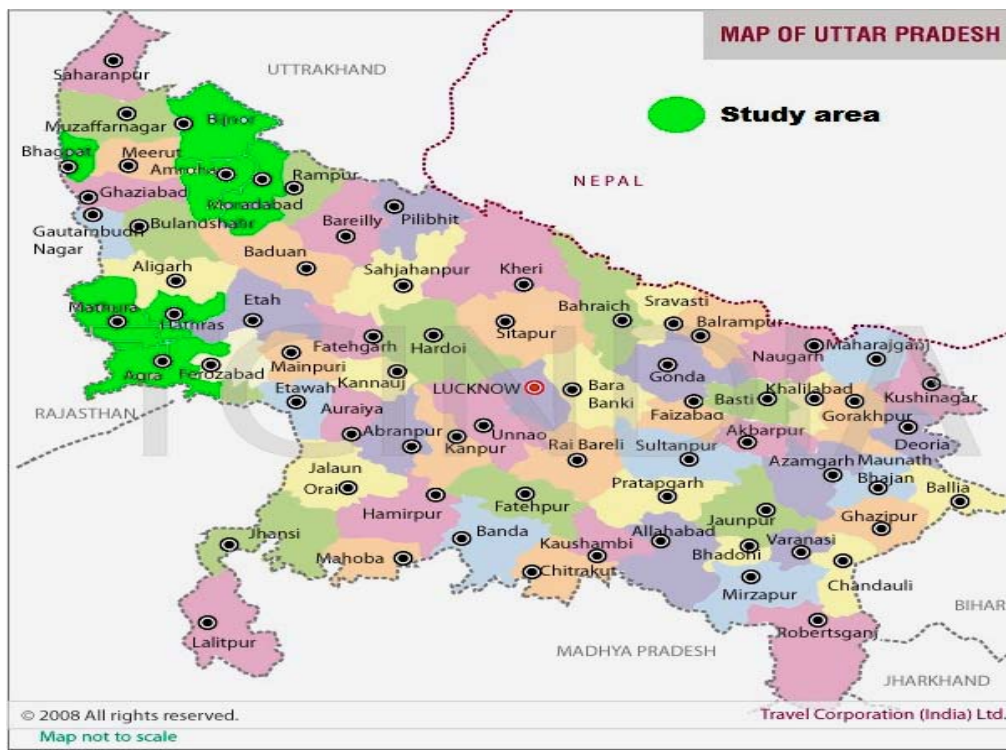 MAP OF UTTAR PRADESH
Saharanpur
UTTRAKHAND
Study area
Muzaffarnagar
Bijnor
Bhagpat
Meerut
Amroha
Rampur
NEPAL
Ghaziabad
Moradabad
Bareilly
Pilibhit
Gautambudh
Nagar
Bulandshahr
Baduan
Aligarh
Sahjahanpur
Kheri
Mathura
Hathras
Etah
Bahraich
Sravasti
Balrampur
Sitapur
Fatehgarh
Hardoi
Naugarh
Maharajganj
Agra
Ferozabad
Mainpuri
Kannauj
Gonda
Etawah
LUCKNOW
Bara
Banki
Basti
Khalilabad
Kushinagar
RAJASTHAN
Auraiya
Faizabad
Gorakhpur
Abranpur
Kanpur
Unnao
Rai Bareli
Sultanpur
Akbarpur
Deoria
Jalaun
Orai
Azamgarh
Maunath
Bhajan
Pratapgarh
Ballia
Hamirpur
Fatehpur
Jaunpur
Ghazipur
Jhansi
Mahoba
Banda
Kaushambi
Allahabad
Bhadohi
Varanasi
Chitrakut
Mirzapur
Chandauli
Lalitpur
BIHAR
Robertsganj
MADHYA PRADESH
JHARKHAND
TCINDIA
© 2008 All rights reserved.
Travel Corporation (India) Ltd.
Map not to scale